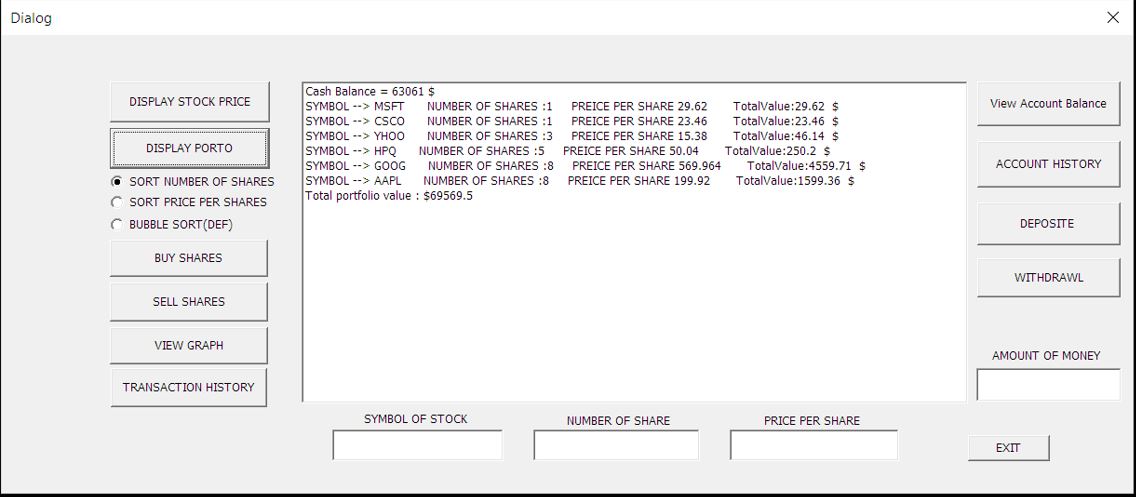 Dialog
DISPLAY STOCK PRICE
DISPLAY PORTO
SORT NUMBER OF SHARES
SORT PRICE PER SHARES
BUBBLE SORT(DEF)
BUY SHARES
SELL SHARES
VIEW GRAPH
TRANSACTION HISTORY
Cash Balance = 63061 $
SYMBOL --> MSFT NUMBER OF SHARES :1 PREICE PER SHARE 29.62 TotalValue:29.62 $
SYMBOL --> CSCO NUMBER OF SHARES :1 PREICE PER SHARE 23.46 TotalValue:23.46 $
SYMBOL --> YHOO NUMBER OF SHARES :3 PREICE PER SHARE 15.38 TotalValue:46.14 $
SYMBOL --> HPQ NUMBER OF SHARES :5 PREICE PER SHARE 50.04 TotalValue:250.2 $
SYMBOL --> GOOG NUMBER OF SHARES :8 PREICE PER SHARE 569.964 TotalValue:4559.71 $
SYMBOL --> AAPL NUMBER OF SHARES :8 PREICE PER SHARE 199.92 TotalValue:1599.36 $
Total portfolio value : $69569.5
SYMBOL OF STOCK
NUMBER OF SHARE
PRICE PER SHARE
View Account Balance
ACCOUNT HISTORY
DEPOSITE
WITHDRAWL
AMOUNT OF MONEY
EXIT